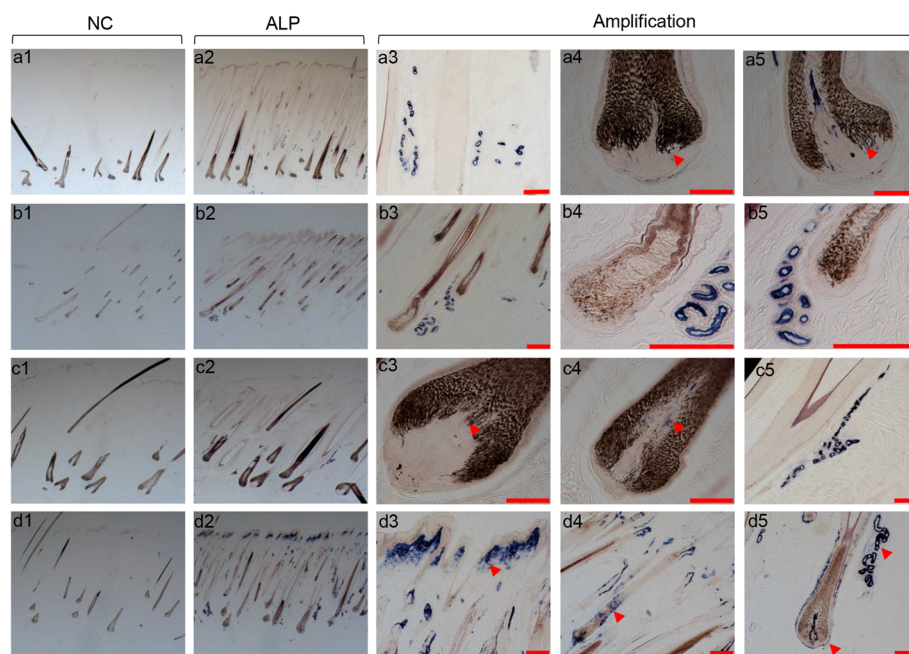 NC ALP Amplification
a1 a2 a3 a4 a5
b1 b2 b3 b4 b5
c1 c2 c3 c4 c5
d1 d2 d3 d4 d5